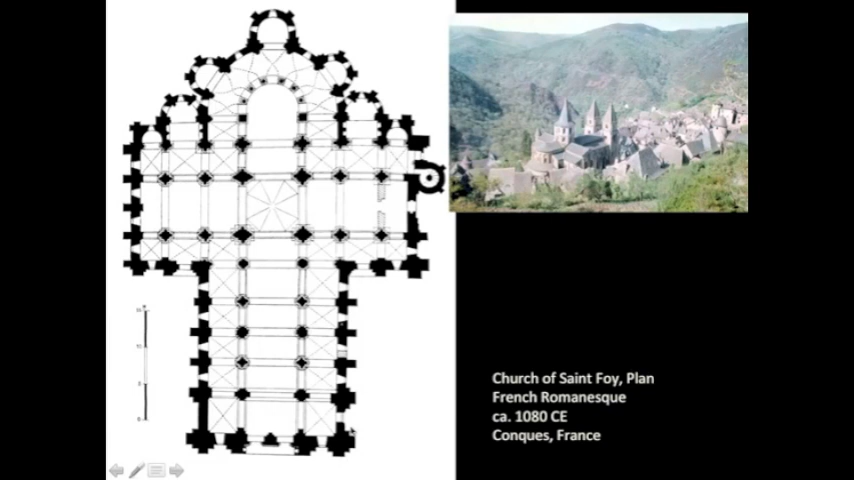 Church of Saint Foy, Plan
French Romanesque
ca. 1080 CE
Conques, France